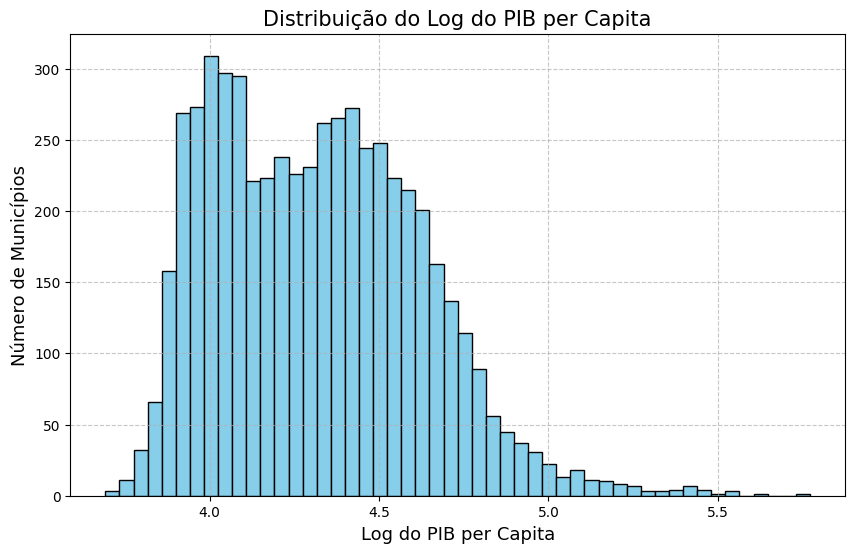 Distribuição do Log do PIB per Capita
300
250
200
150
100
50
0
Número de Municípios
4.0 4.5 5.0 5.5
Log do PIB per Capita